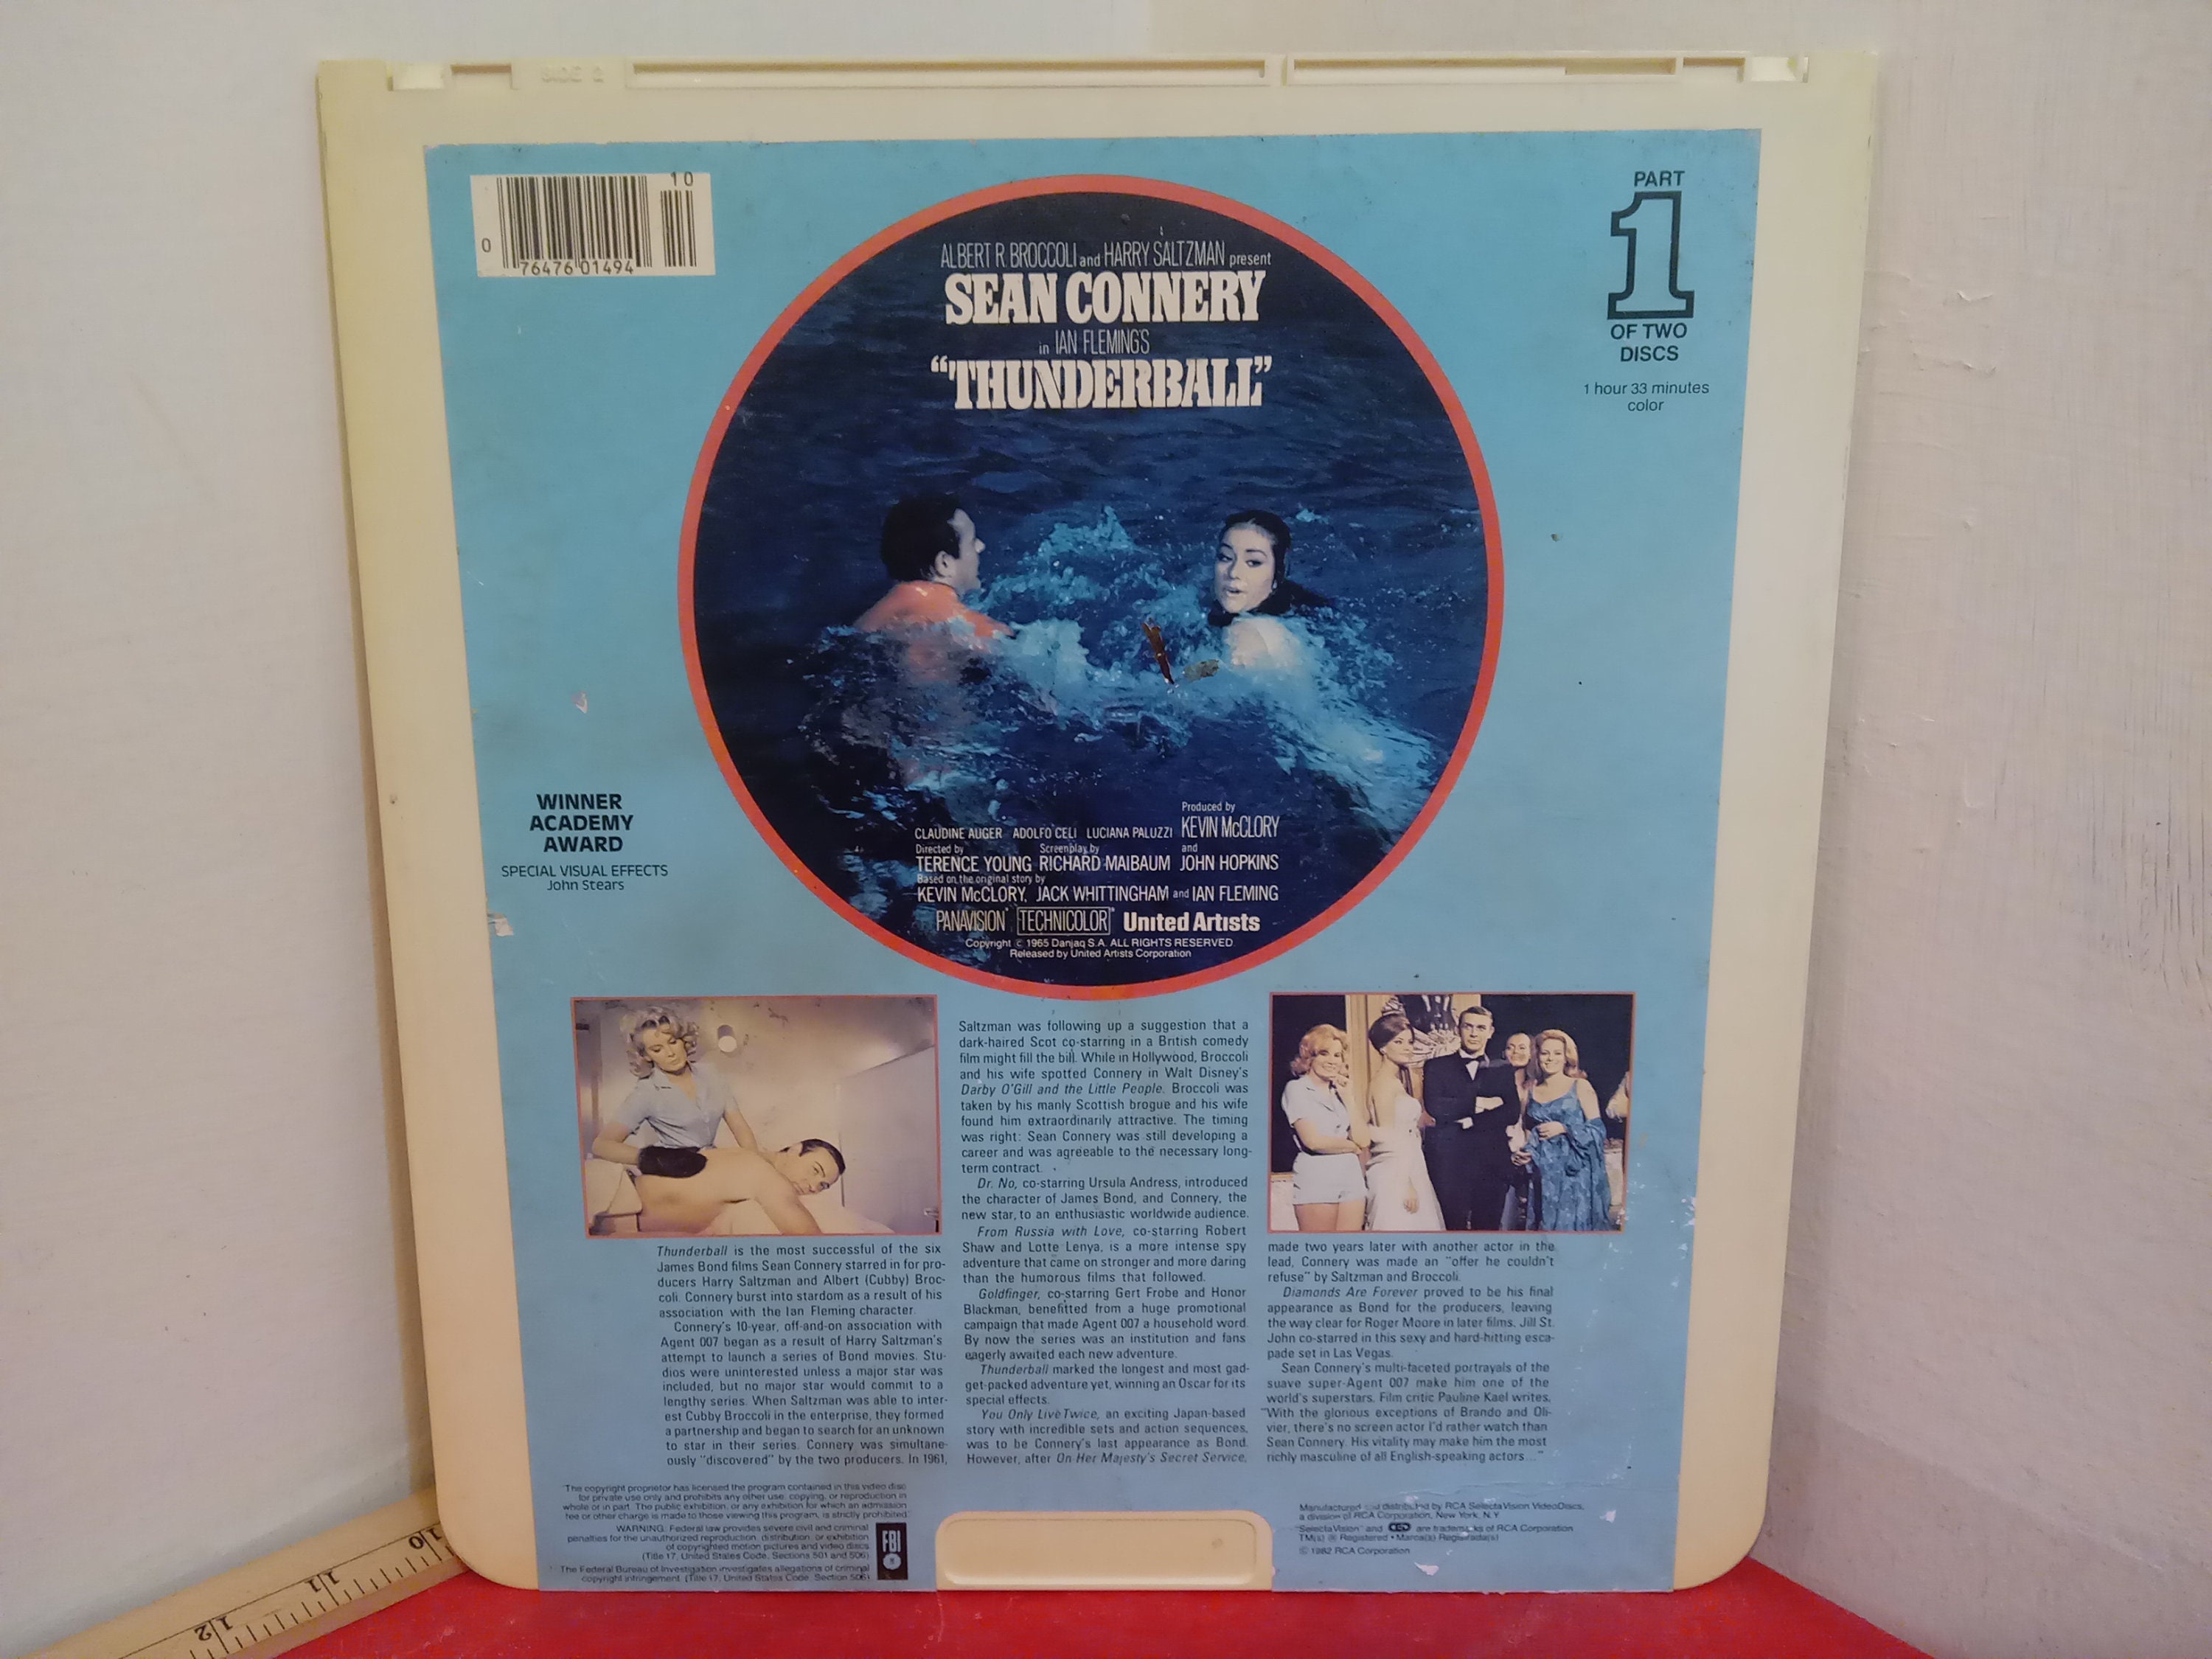 SIDE 2
10
0
76476 01494
PART
1
OF TWO
DISCS
1 hour 33 minutes
color
ALBERT R. BROCCOLI and HARRY SALTZMAN present
SEAN CONNERY
in IAN FLEMING'S
“THUNDERBALL”
WINNER
ACADEMY
AWARD
SPECIAL VISUAL EFFECTS
John Stears
Produced by
CLAUDINE AUGER ADOLFO CELI LUCIANA PALUZZI KEVIN McCLORY
Directed by Screenplay by and
TERENCE YOUNG RICHARD MAIBAUM JOHN HOPKINS
Based on the original story by
KEVIN McCLORY, JACK WHITTINGHAM and IAN FLEMING
PANAVISION® TECHNICOLOR® United Artists
Copyright © 1965 Danjaq S.A. ALL RIGHTS RESERVED
Released by United Artists Corporation
Thunderball is the most successful of the six
James Bond films Sean Connery starred in for pro-
ducers Harry Saltzman and Albert (Cubby) Broc-
coli. Connery burst into stardom as a result of his
association with the Ian Fleming character.
Connery's 10-year, off-and-on association with
Agent 007 began as a result of Harry Saltzman's
attempt to launch a series of Bond movies. Stu-
dios were uninterested unless a major star was
included, but no major star would commit to a
lengthy series. When Saltzman was able to inter-
est Cubby Broccoli in the enterprise, they formed
a partnership and began to search for an unknown
to star in their series. Connery was simultane-
ously “discovered” by the two producers. In 1961,
Saltzman was following up a suggestion that a
dark-haired Scot co-starring in a British comedy
film might fill the bill. While in Hollywood, Broccoli
and his wife spotted Connery in Walt Disney's
Darby O'Gill and the Little People. Broccoli was
taken by his manly Scottish brogue and his wife
found him extraordinarily attractive. The timing
was right: Sean Connery was still developing a
career and was agreeable to the necessary long-
term contract.
Dr. No, co-starring Ursula Andress, introduced
the character of James Bond, and Connery, the
new star, to an enthusiastic worldwide audience.
From Russia with Love, co-starring Robert
Shaw and Lotte Lenya, is a more intense spy
adventure that came on stronger and more daring
than the humorous films that followed.
Goldfinger, co-starring Gert Frobe and Honor
Blackman, benefitted from a huge promotional
campaign that made Agent 007 a household word.
By now the series was an institution and fans
eagerly awaited each new adventure.
Thunderball marked the longest and most gad-
get-packed adventure yet, winning an Oscar for its
special effects.
You Only Live Twice, an exciting Japan-based
story with incredible sets and action sequences,
was to be Connery's last appearance as Bond.
However, after On Her Majesty's Secret Service,
made two years later with another actor in the
lead, Connery was made an “offer he couldn't
refuse” by Saltzman and Broccoli.
Diamonds Are Forever proved to be his final
appearance as Bond for the producers, leaving
the way clear for Roger Moore in later films. Jill St.
John co-starred in this sexy and hard-hitting esca-
pade set in Las Vegas.
Sean Connery's multi-faceted portrayals of the
suave super-Agent 007 make him one of the
world's superstars. Film critic Pauline Kael writes,
“With the glorious exceptions of Brando and Oli-
vier, there's no screen actor I'd rather watch than
Sean Connery. His vitality may make him the most
richly masculine of all English-speaking actors...”
The copyright proprietor has licensed the program contained in this video disc
for private use only and prohibits any other use, copying, or reproduction in
whole or in part. The public exhibition, or any exhibition for which an admission
fee or other charge is made to those viewing this program, is strictly prohibited.
WARNING: Federal law provides severe civil and criminal
penalties for the unauthorized reproduction, distribution, or exhibition
of copyrighted motion pictures and video discs
(Title 17, United States Code, Sections 501 and 506)
The Federal Bureau of Investigation investigates allegations of criminal
copyright infringement. (Title 17, United States Code, Section 506)
FBI
Manufactured and distributed by RCA SelectaVision VideoDiscs,
a division of RCA Corporation, New York, N.Y.
“SelectaVision” and CED are trademarks of RCA Corporation
TM(s) ® Registered • Marca(s) Registrada(s)
© 1982 RCA Corporation
10
11
12